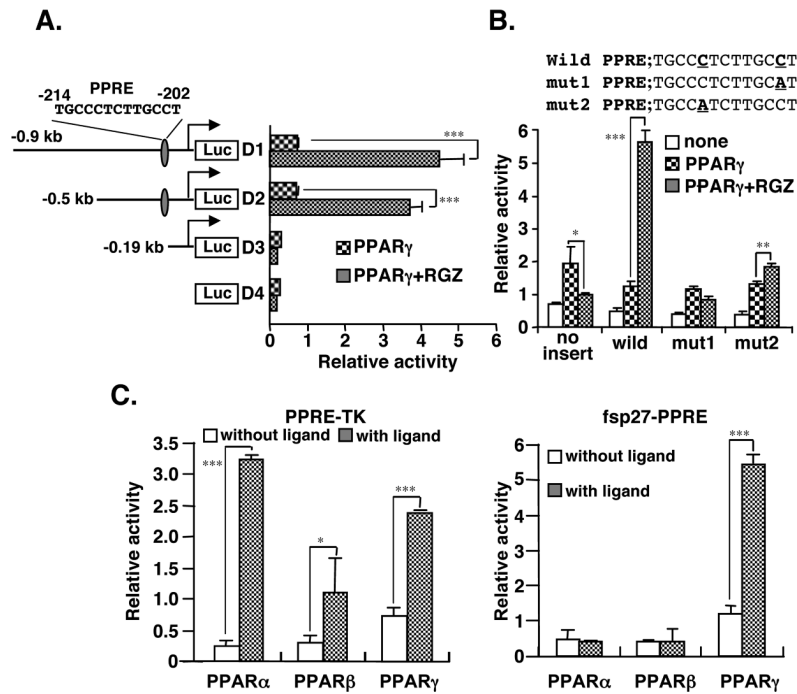 A.
-214 PPRE -202
TGCCCTCTTGCCT
-0.9 kb
Luc D1
***
-0.5 kb
Luc D2
***
-0.19 kb
Luc D3
Luc D4
PPARγ
PPARγ+RGZ
0 1 2 3 4 5 6
Relative activity
B.
Wild PPRE;TGCCCTCTTGCCT
mut1 PPRE;TGCCCTCTTGCAT
mut2 PPRE;TGCCATCTTGCCT
Relative activity
6
5
4
3
2
1
0
none
PPARγ
PPARγ+RGZ
*
***
**
no insert
wild
mut1
mut2
C.
PPRE-TK
without ligand
with ligand
Relative activity
3.5
3.0
2.5
2.0
1.5
1.0
0.5
0
***
*
***
PPARα PPARβ PPARγ
fsp27-PPRE
without ligand
with ligand
Relative activity
6
5
4
3
2
1
0
***
PPARα PPARβ PPARγ